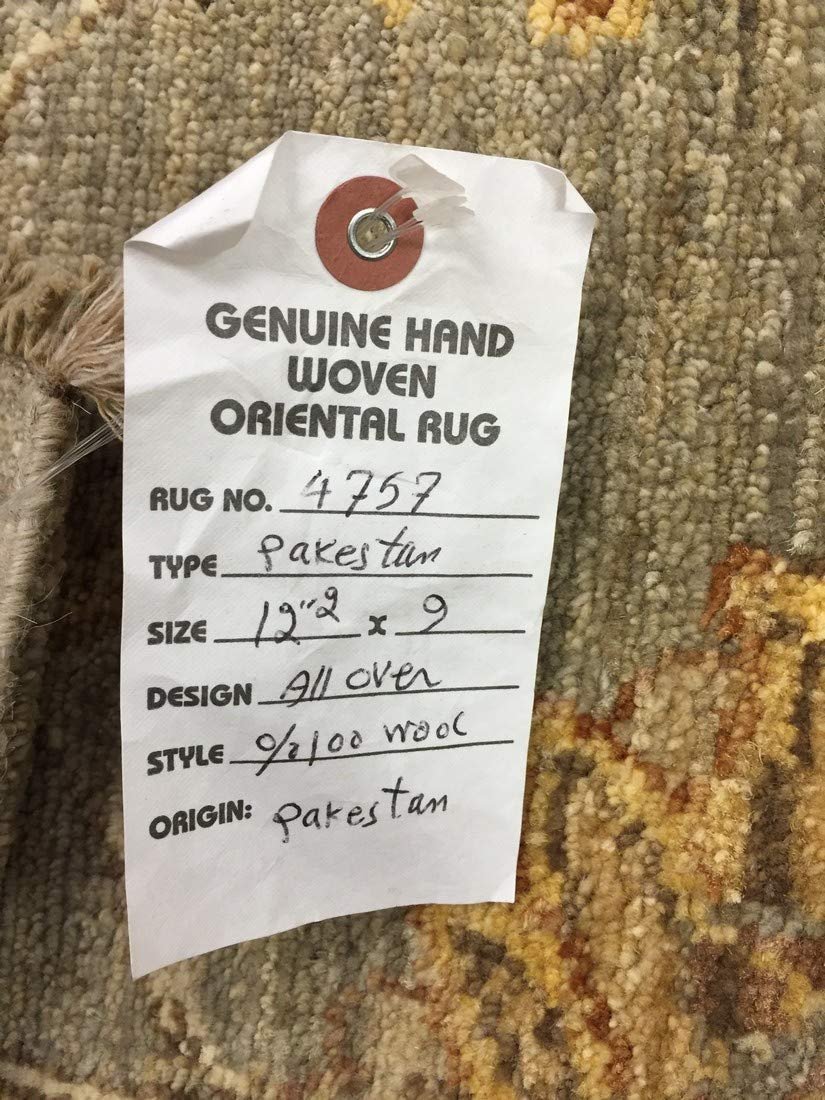 GENUINE HAND
WOVEN
ORIENTAL RUG
RUG NO. 4757
TYPE Pakestan
SIZE 12"2 x 9
DESIGN All over
STYLE %100 wool
ORIGIN: Pakestan